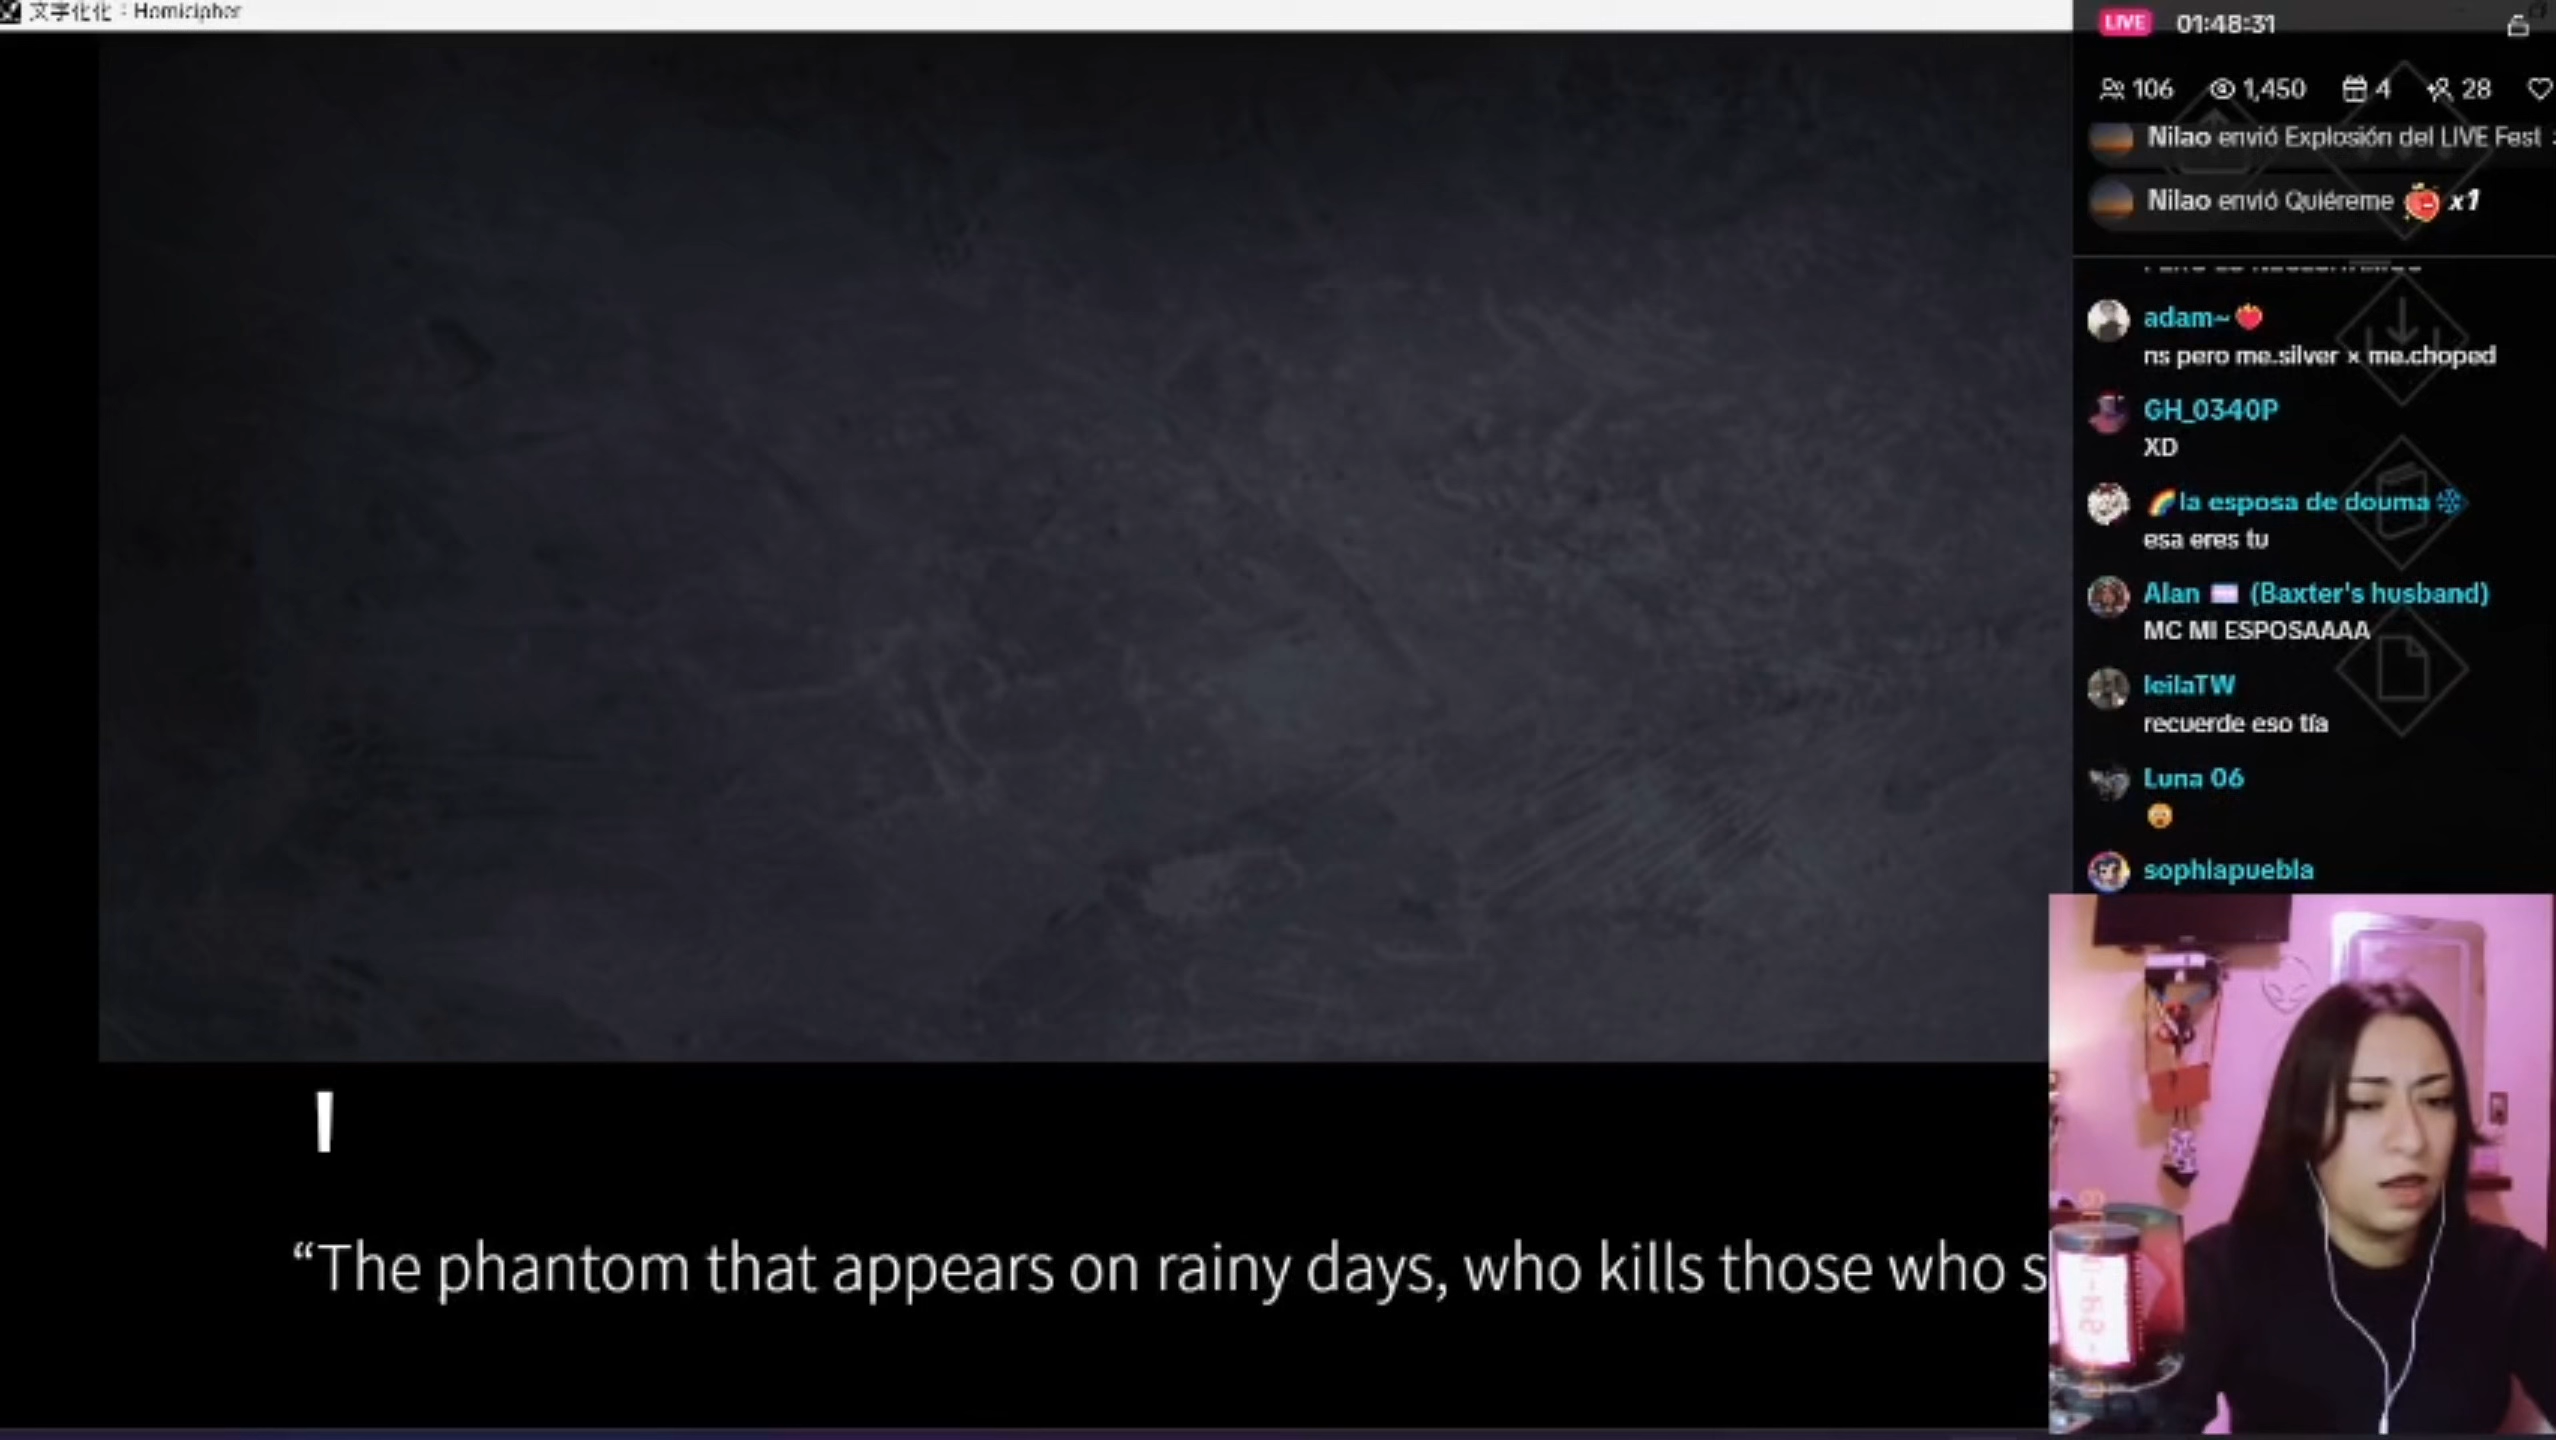 文字化化：Homicipher
LIVE 01:48:31
106 1,450 4 28
Nilao envió Explosión del LIVE Fest
Nilao envió Quiéreme x1
adam~
ns pero me.silver × me.choped
GH_0340P
XD
la esposa de douma
esa eres tu
Alan (Baxter's husband)
MC MI ESPOSAAAA
leilaTW
recuerde eso tía
Luna 06
sophiapuebla
I
“The phantom that appears on rainy days, who kills those who s